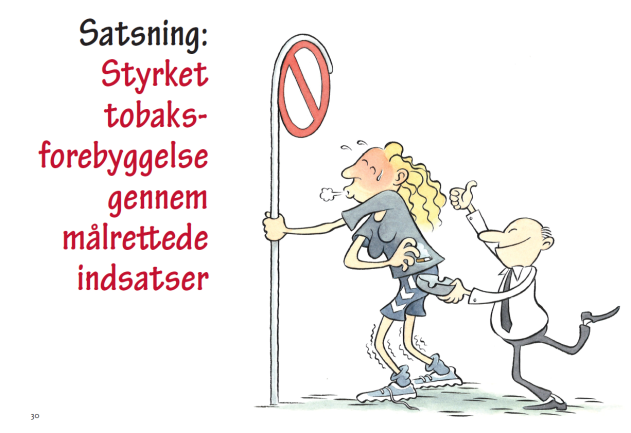 Satsning:
Styrket
tobaks-
forebyggelse
gennem
målrettede
indsatser
30